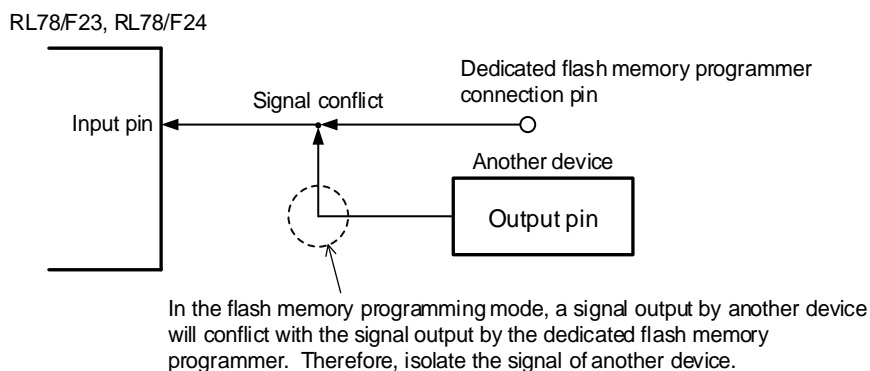 RL78/F23, RL78/F24
Dedicated flash memory programmer
connection pin
Signal conflict
Input pin
Another device
Output pin
In the flash memory programming mode, a signal output by another device
will conflict with the signal output by the dedicated flash memory
programmer. Therefore, isolate the signal of another device.